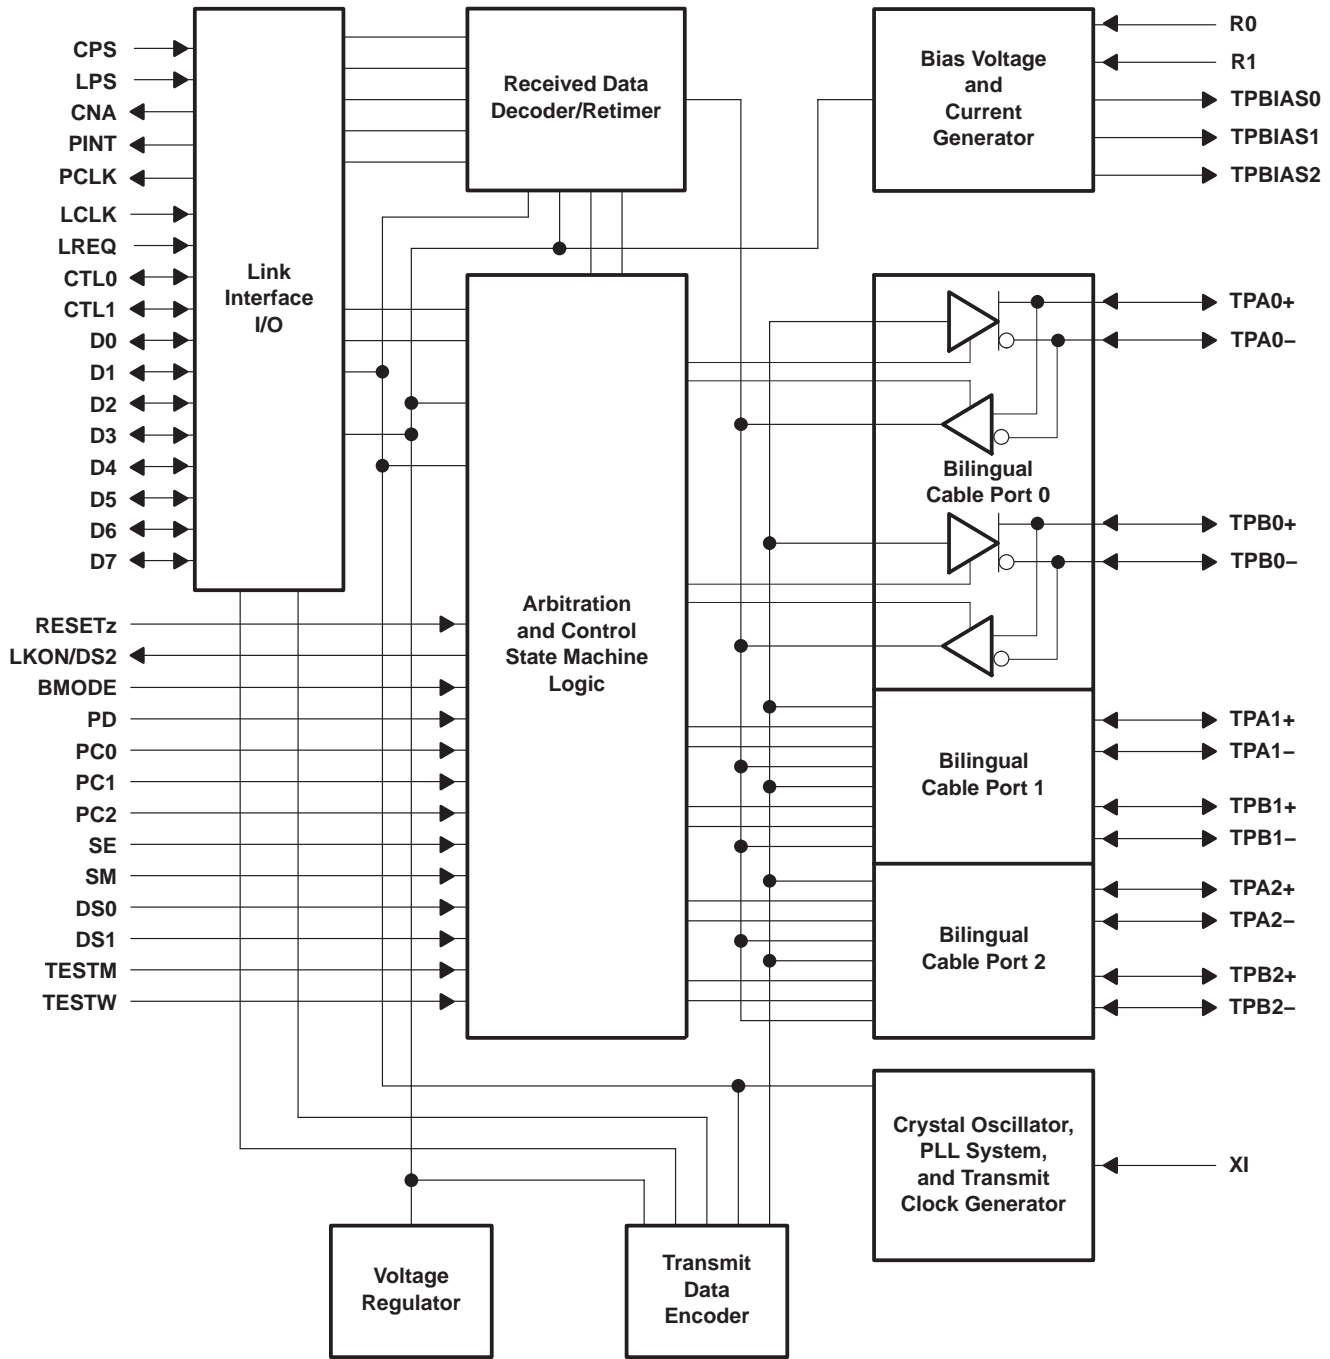 CPS
LPS
CNA
PINT
PCLK
LCLK
LREQ
CTL0
CTL1
D0
D1
D2
D3
D4
D5
D6
D7
RESETz
LKON/DS2
BMODE
PD
PC0
PC1
PC2
SE
SM
DS0
DS1
TESTM
TESTW
Link
Interface
I/O
Received Data
Decoder/Retimer
Arbitration
and Control
State Machine
Logic
Bias Voltage
and
Current
Generator
Bilingual
Cable Port 0
Bilingual
Cable Port 1
Bilingual
Cable Port 2
Crystal Oscillator,
PLL System,
and Transmit
Clock Generator
Voltage
Regulator
Transmit
Data
Encoder
R0
R1
TPBIAS0
TPBIAS1
TPBIAS2
TPA0+
TPA0−
TPB0+
TPB0−
TPA1+
TPA1−
TPB1+
TPB1−
TPA2+
TPA2−
TPB2+
TPB2−
XI